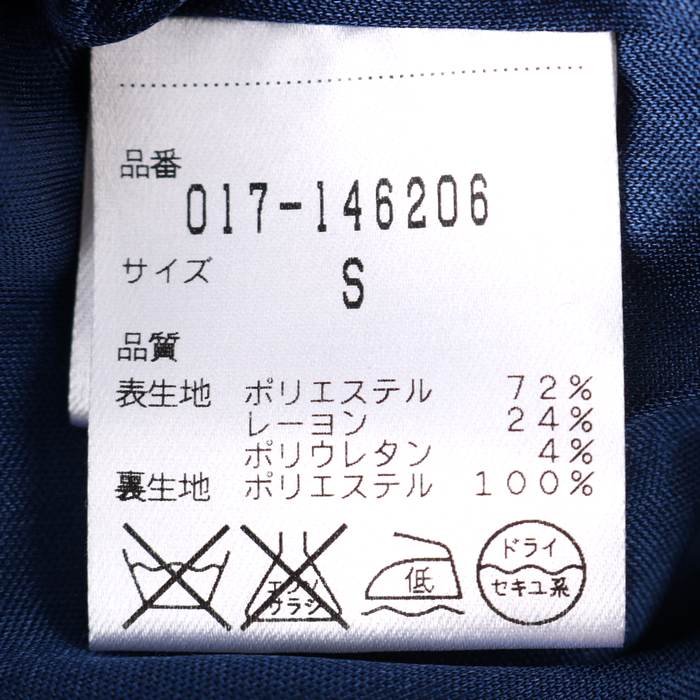 品番
017-146206
サイズ S
品質
表生地 ポリエステル 72%
レーヨン 24%
ポリウレタン 4%
裏生地 ポリエステル 100%
エンソ
サラシ
低
ドライ
セキユ系